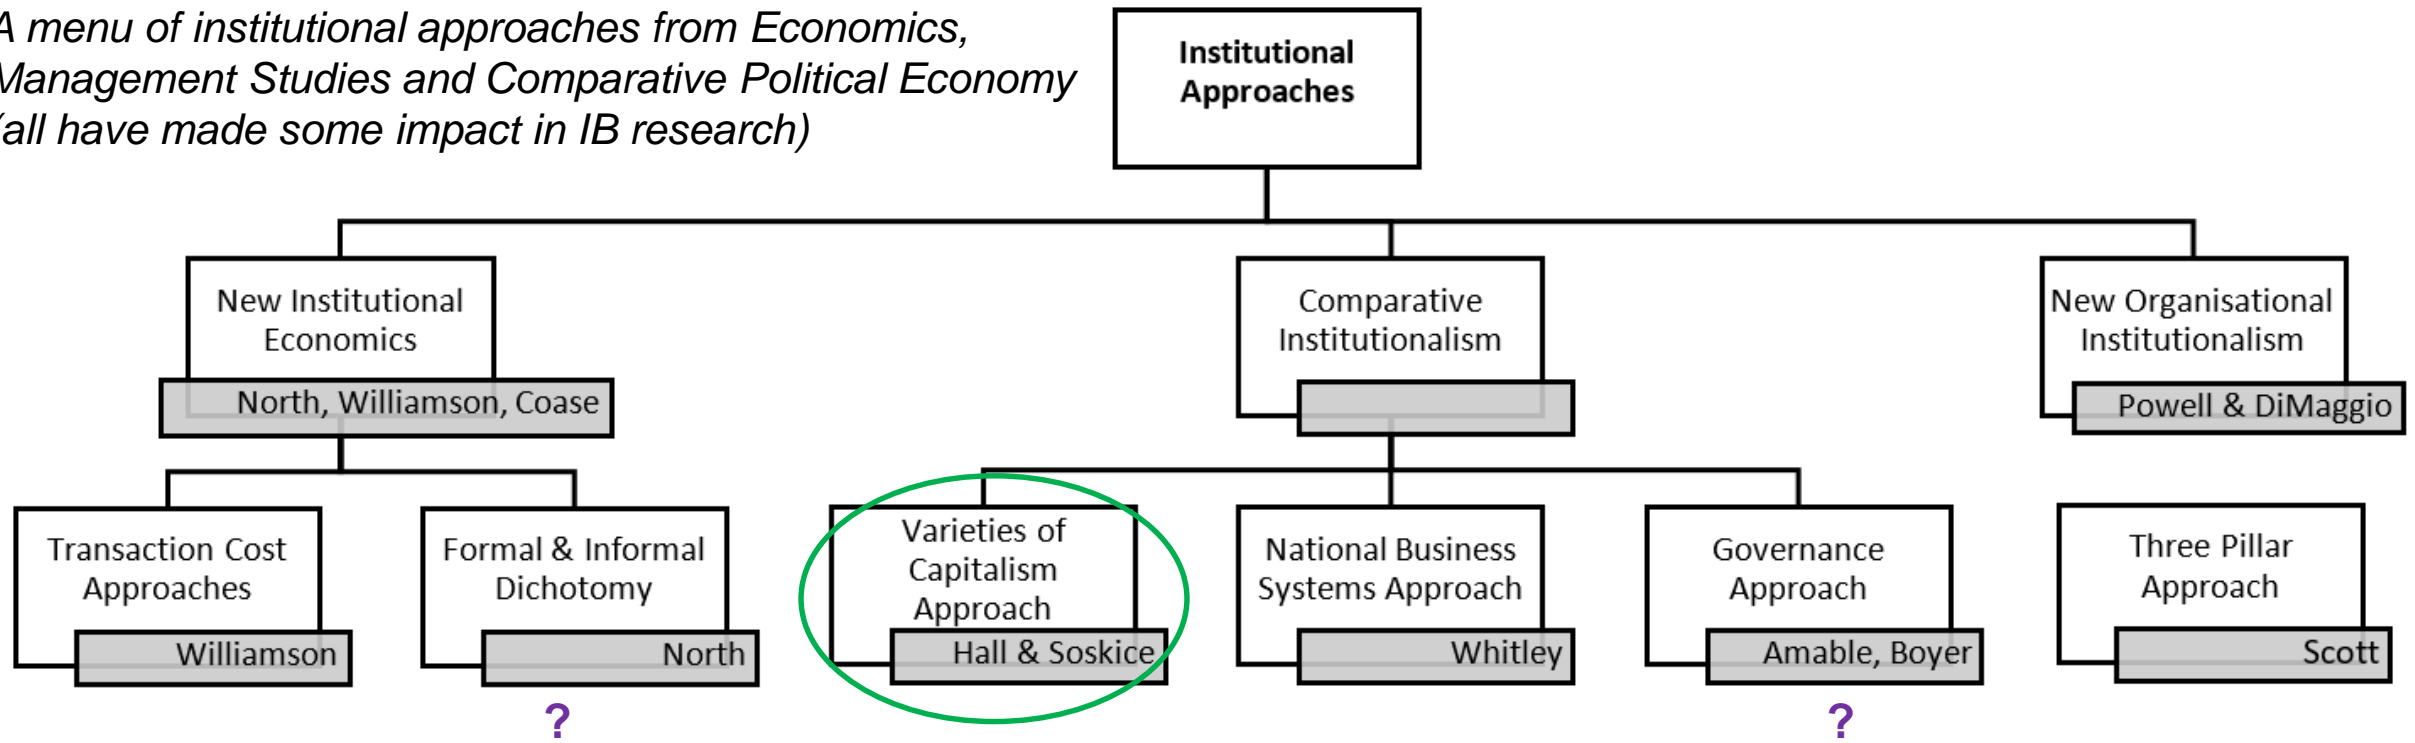 A menu of institutional approaches from Economics,
Management Studies and Comparative Political Economy
(all have made some impact in IB research)
Institutional
Approaches
New Institutional
Economics
North, Williamson, Coase
Comparative
Institutionalism
New Organisational
Institutionalism
Powell & DiMaggio
Transaction Cost
Approaches
Williamson
Formal & Informal
Dichotomy
North
?
Varieties of
Capitalism
Approach
Hall & Soskice
National Business
Systems Approach
Whitley
Governance
Approach
Amable, Boyer
?
Three Pillar
Approach
Scott